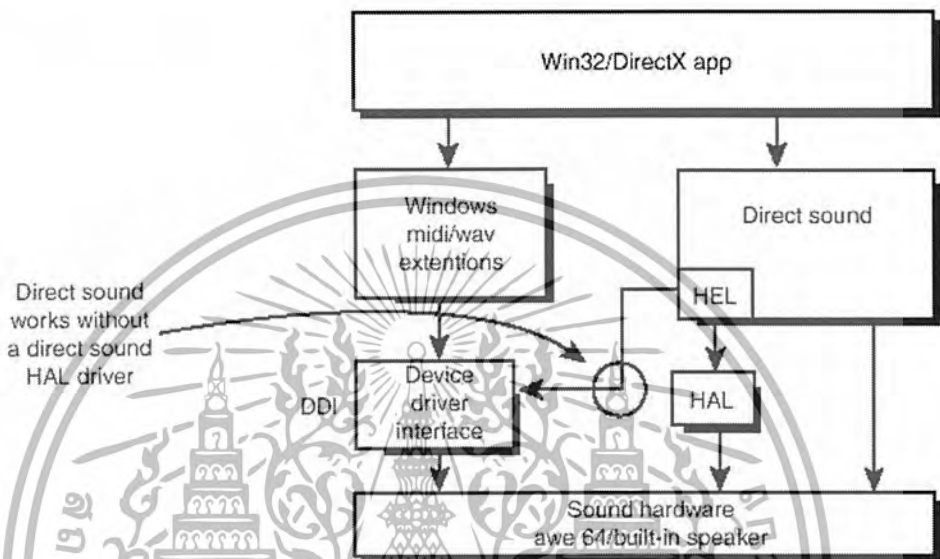 Win32/DirectX app
Windows
midi/wav
extentions
Direct sound
HEL
Direct sound
works without
a direct sound
HAL driver
DDI
Device
driver
interface
HAL
Sound hardware
awe 64/built-in speaker